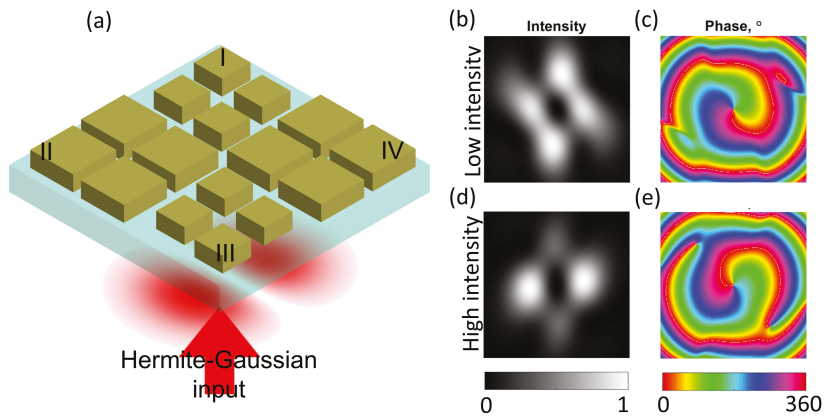 (a)
I
II
IV
III
Hermite-Gaussian
input
(b)
Intensity
(c)
Phase, °
Low intensity
(d)
(e)
High intensity
0
1
0
360